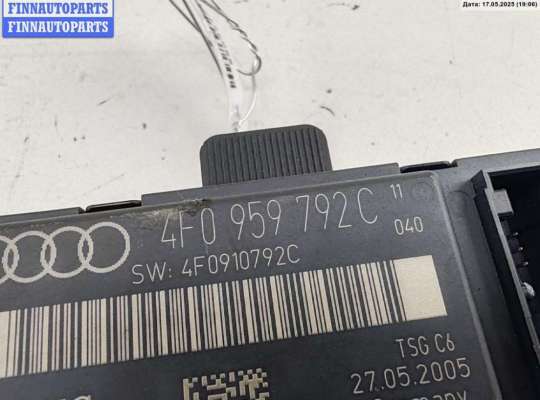 FINNAUTOPARTS
FINNAUTOPARTS
Дата: 17.05.2025 (19:06)
4F0 959 792C 11
040
SW: 4F0910792C
TSG C6
27.05.2005